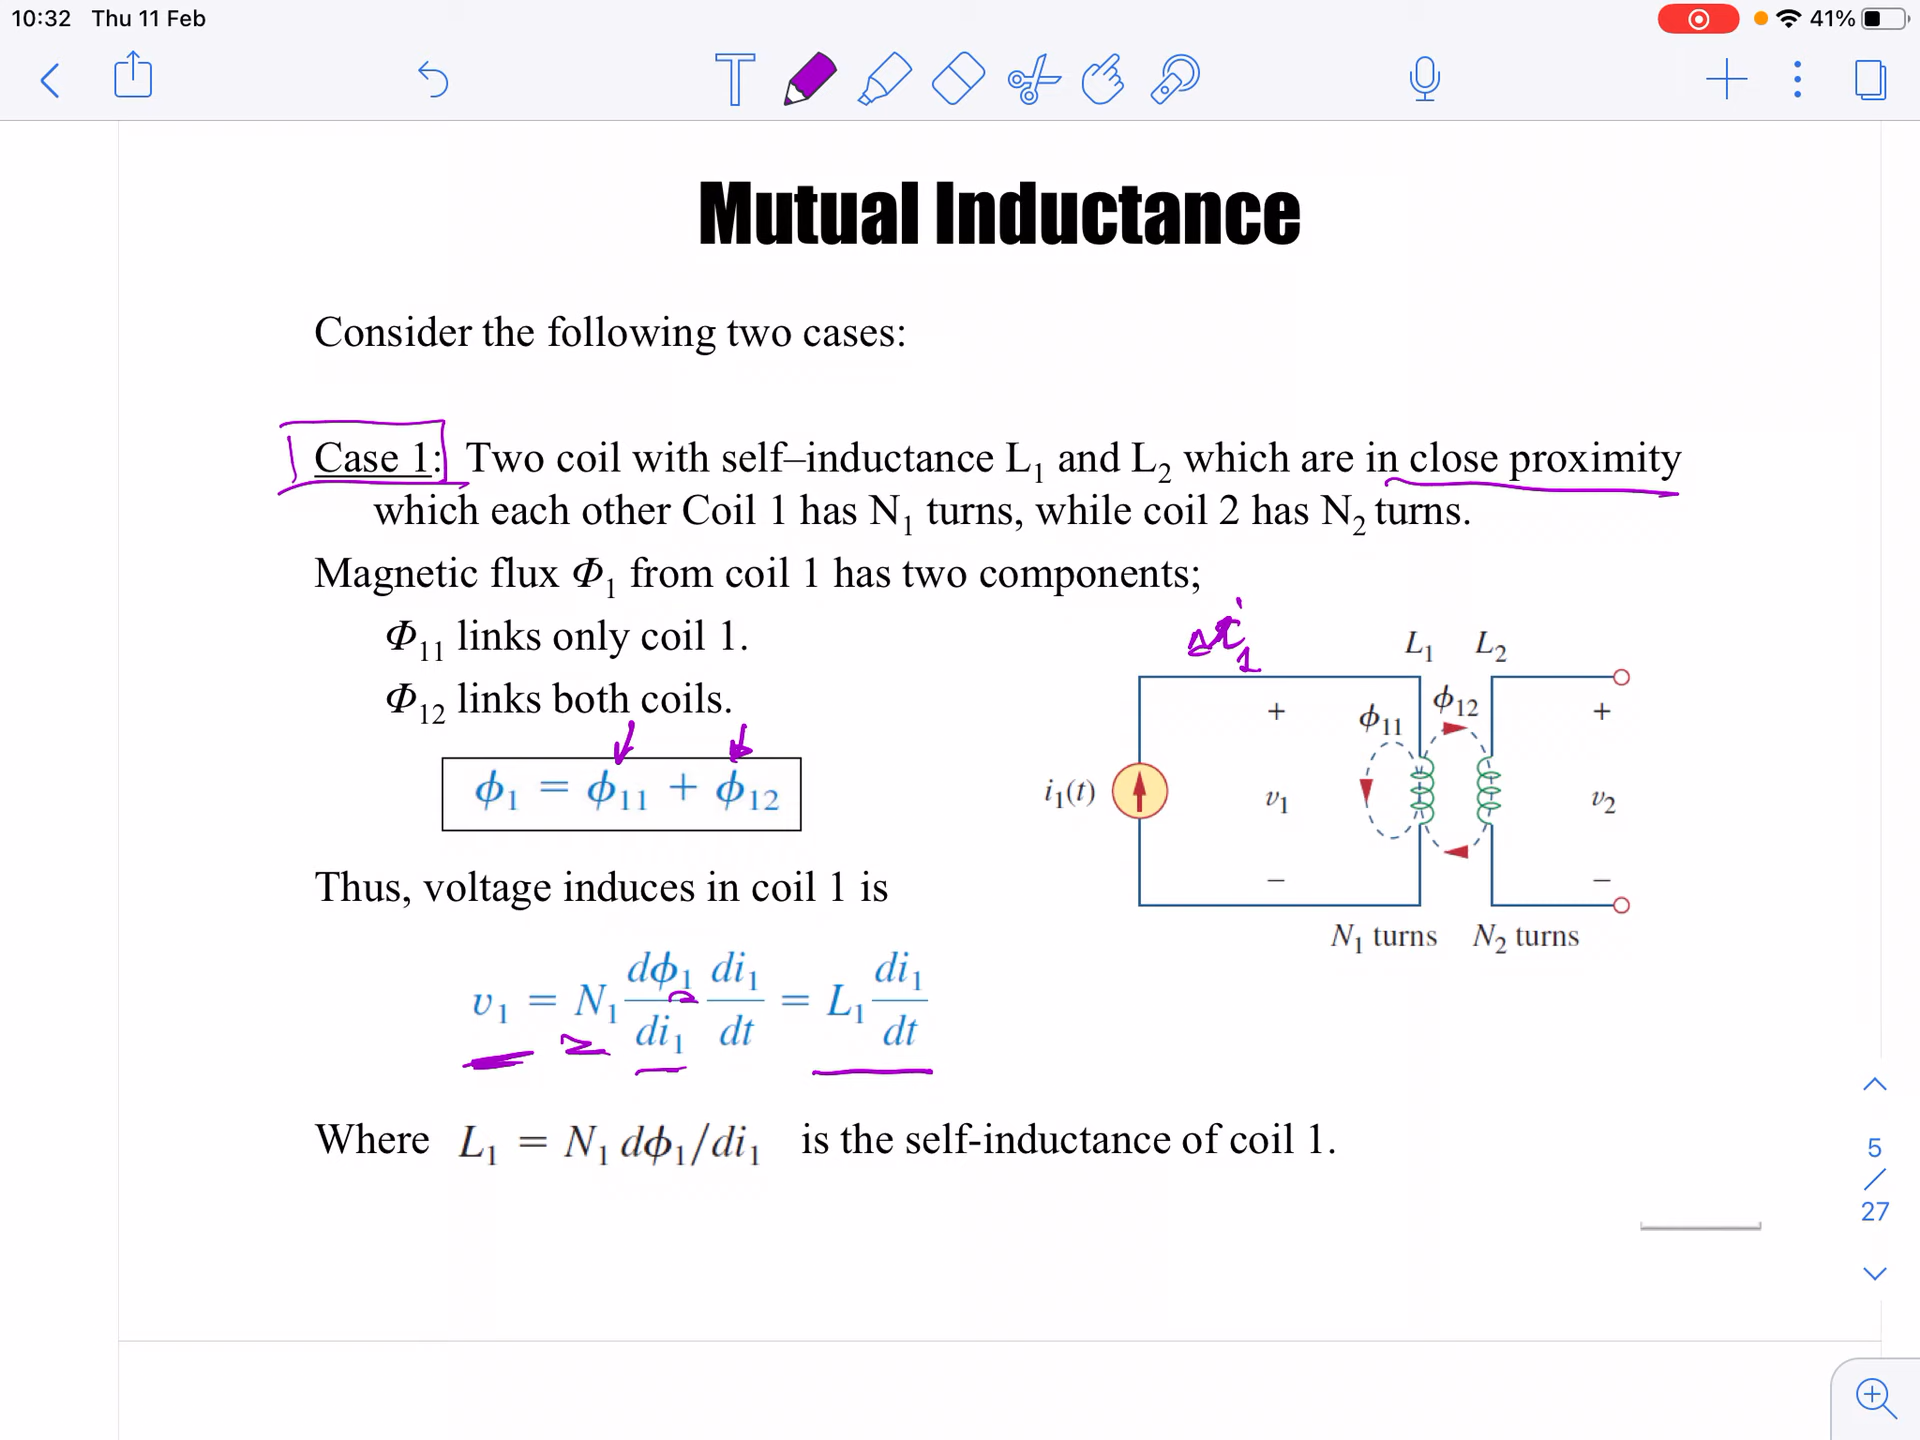 10:32 Thu 11 Feb
41%
Mutual Inductance
Consider the following two cases:
Case 1: Two coil with self–inductance L₁ and L₂ which are in close proximity
which each other Coil 1 has N₁ turns, while coil 2 has N₂ turns.
Magnetic flux Φ₁ from coil 1 has two components;
Φ₁₁ links only coil 1.
Φ₁₂ links both coils.
ϕ₁ = ϕ₁₁ + ϕ₁₂
Thus, voltage induces in coil 1 is
v₁ = N₁ dϕ₁/di₁ di₁/dt = L₁ di₁/dt
Where L₁ = N₁ dϕ₁/di₁ is the self-inductance of coil 1.
L₁ L₂
ϕ₁₁ ϕ₁₂
+ +
i₁(t) v₁ v₂
– –
N₁ turns N₂ turns
5
/
27